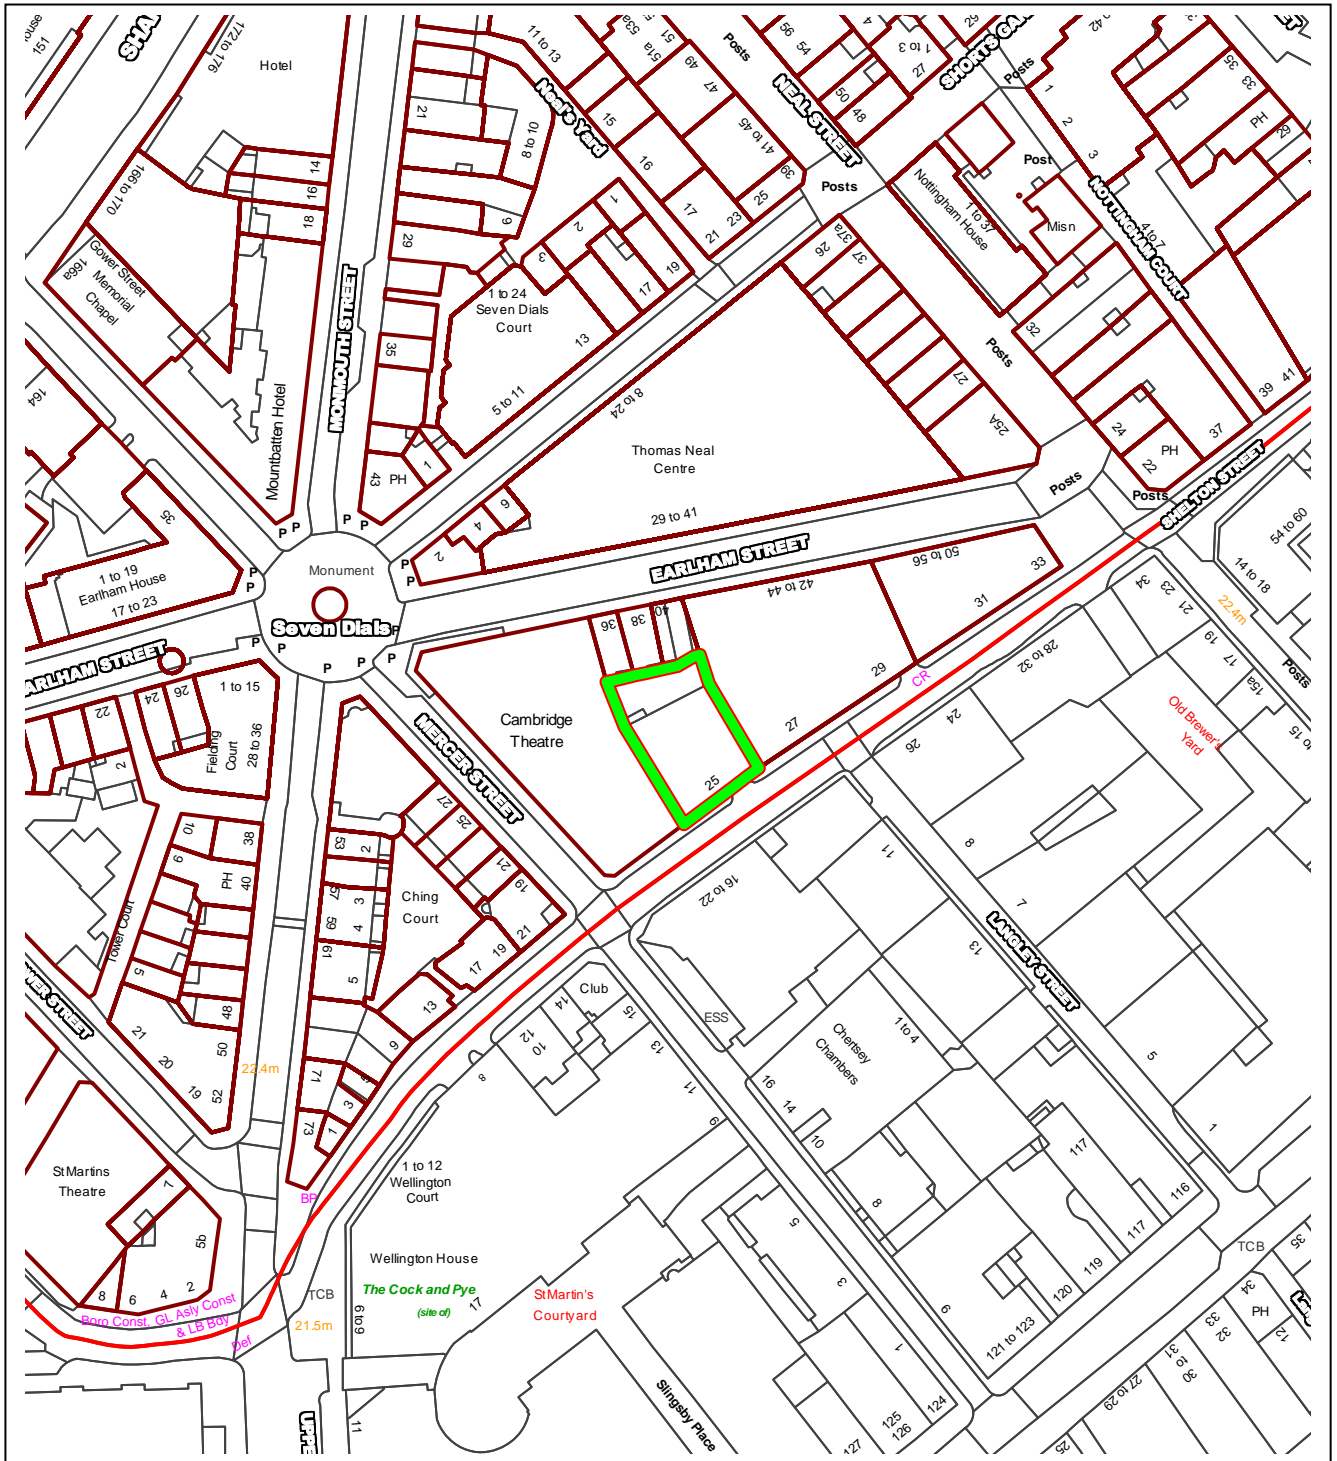 SHA
172 to 176
Hotel
151
166 to 170
166a
Gower Street
Memorial
Chapel
14
16
18
Mountbatten Hotel
164
MONMOUTH STREET
21
8 to 10
9
29
35
43
PH
1
11 to 13
Neal's Yard
15
16
17
21
23
25
39
41 to 45
47
49
51
51a
53a
1
2
3
19
17
13
1 to 24
Seven Dials
Court
5 to 11
8 to 24
Posts
56
54
50
48
1 to 3
27
NEAL STREET
SHORTS GA
29
42
Posts
1
2
3
35
33
PH
Post
Posts
Nottingham House
1 to 37
Misn
NOTTINGHAM COURT
4 to 7
37a
26
37
27
25A
32
Posts
24
22
PH
37
39
41
Posts
Posts
SHELTON STREET
Thomas Neal
Centre
29 to 41
2
4
6
EARLHAM STREET
35
1 to 19
Earlham House
17 to 23
P
P
P
P
P
P
P
P
P
P
P
P
P
P
Monument
Seven Dials
ARLHAM STREET
22
24
26
2
1 to 15
Fielding
Court
28 to 36
36
38
40
42 to 44
50 to 56
33
31
29
27
25
CR
Cambridge
Theatre
MERCER STREET
27
25
21
19
21
19
17
13
Ching
Court
53
2
57
3
59
4
61
5
9
71
3
1
73
10
9
38
PH
40
Tower Court
5
48
50
52
21
20
19
WER STREET
22.4m
34
23
21
19
17
15a
22.4m
54 to 60
14 to 18
Posts
to 15
28 to 32
24
26
Old Brewer's
Yard
8
7
5
1
LANGLEY STREET
11
13
16 to 22
ESS
Club
14
12
10
15
13
11
9
8
Chertsey
Chambers
1 to 4
16
14
10
8
6
117
116
117
119
120
121 to 123
TCB
35
34
PH
12
33
32
31
30
27 to 29
25
StMartins
Theatre
7
5b
8
6
4
2
BP
Boro Const, GL Asly Const
& LB Bdy
Def
TCB
21.5m
1 to 12
Wellington
Court
Wellington House
The Cock and Pye
(site of)
6 to 9
17
StMartin's
Courtyard
5
3
1
Slingsby Place
124
125
126
127
11
UPPE